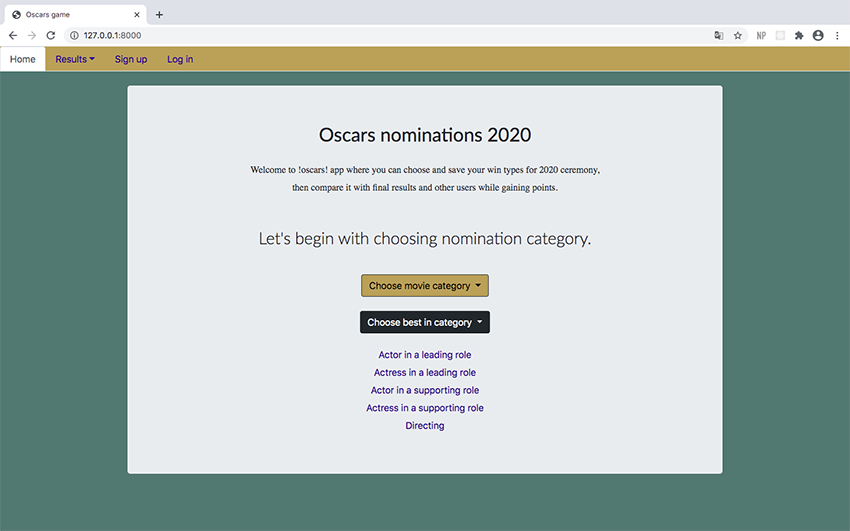 Oscars game
127.0.0.1:8000
NP
Home Results Sign up Log in
Oscars nominations 2020
Welcome to !oscars! app where you can choose and save your win types for 2020 ceremony,
then compare it with final results and other users while gaining points.
Let's begin with choosing nomination category.
Choose movie category
Choose best in category
Actor in a leading role
Actress in a leading role
Actor in a supporting role
Actress in a supporting role
Directing